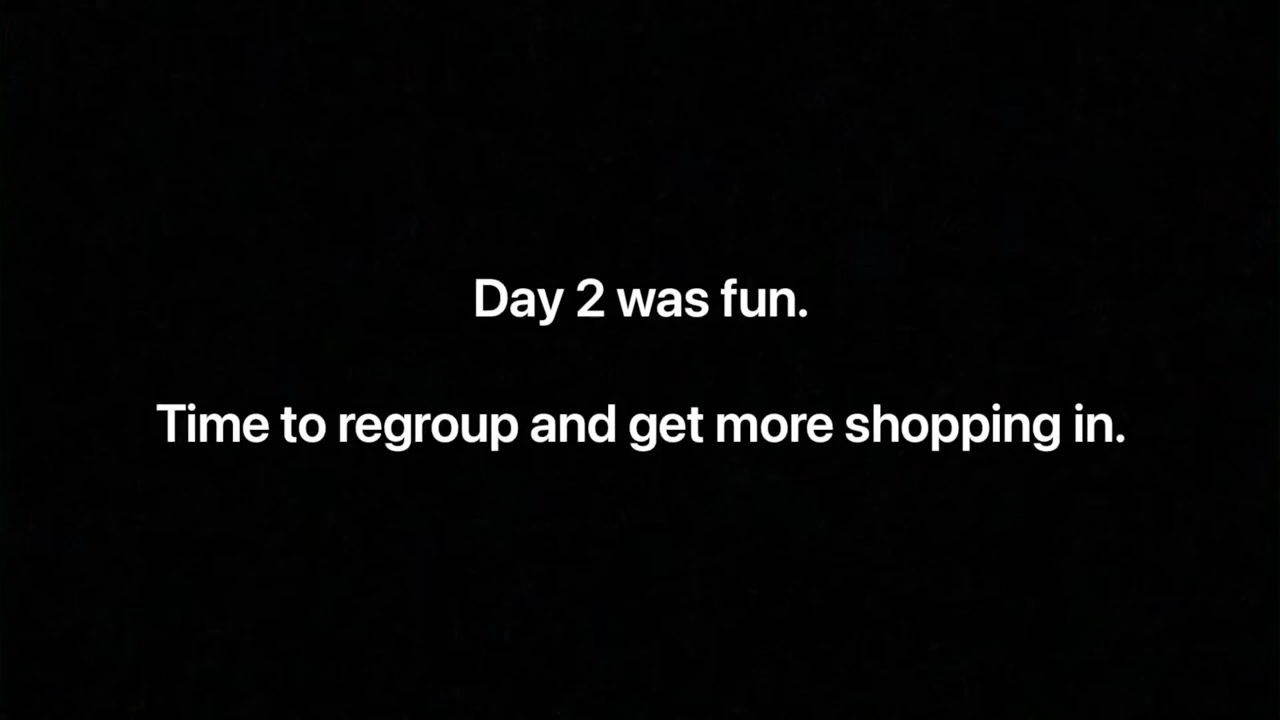 Day 2 was fun.
Time to regroup and get more shopping in.